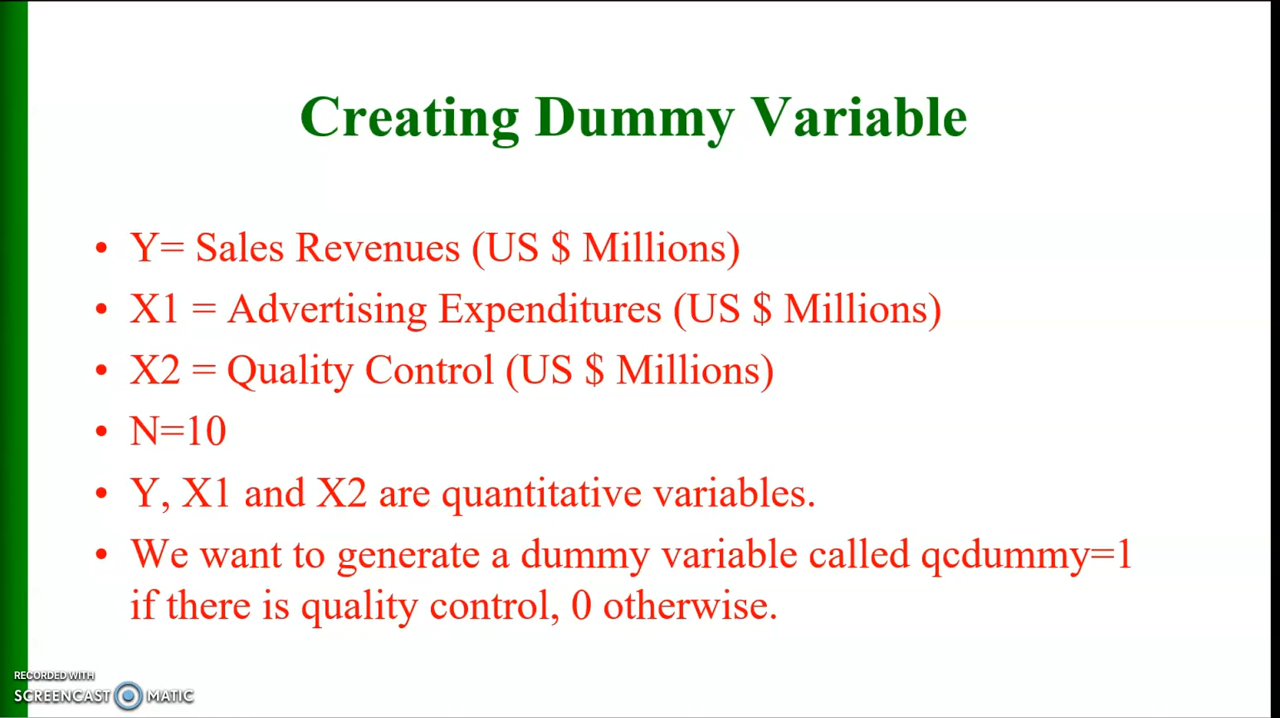 Creating Dummy Variable
• Y= Sales Revenues (US $ Millions)
• X1 = Advertising Expenditures (US $ Millions)
• X2 = Quality Control (US $ Millions)
• N=10
• Y, X1 and X2 are quantitative variables.
• We want to generate a dummy variable called qcdummy=1
if there is quality control, 0 otherwise.
RECORDED WITH
SCREENCAST MATIC